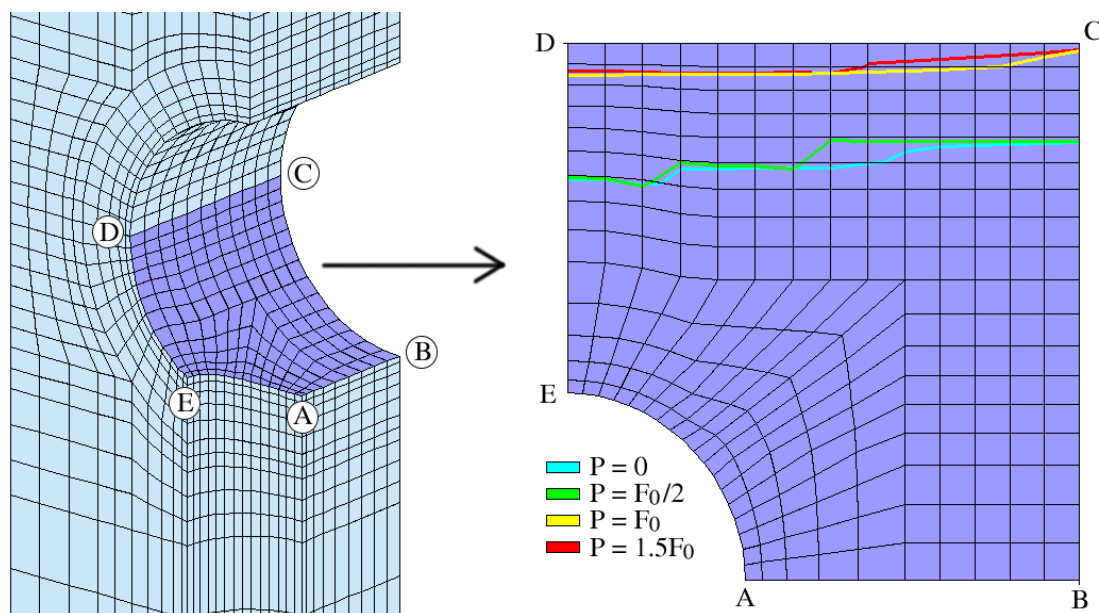 C
D
B
E
A
D
C
E
P = 0
P = F₀/2
P = F₀
P = 1.5F₀
A
B